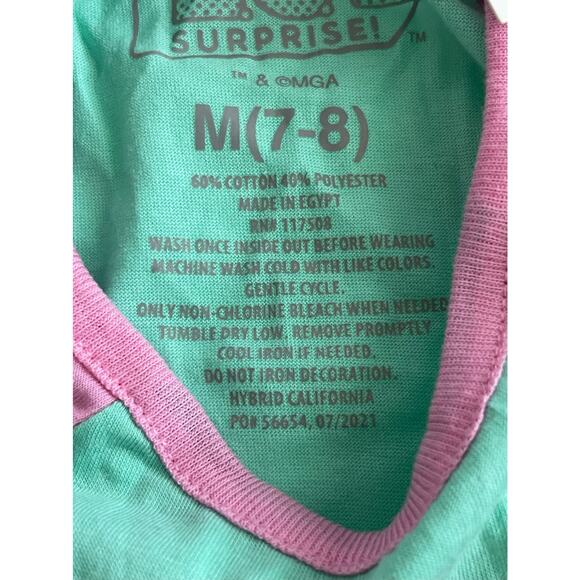 SURPRISE! ™
™ & ©MGA
M(7-8)
60% COTTON 40% POLYESTER
MADE IN EGYPT
RN# 117508
WASH ONCE INSIDE OUT BEFORE WEARING
MACHINE WASH COLD WITH LIKE COLORS.
GENTLE CYCLE.
ONLY NON-CHLORINE BLEACH WHEN NEEDED
TUMBLE DRY LOW. REMOVE PROMPTLY
COOL IRON IF NEEDED.
DO NOT IRON DECORATION.
HYBRID CALIFORNIA
PO# 56654, 07/2021